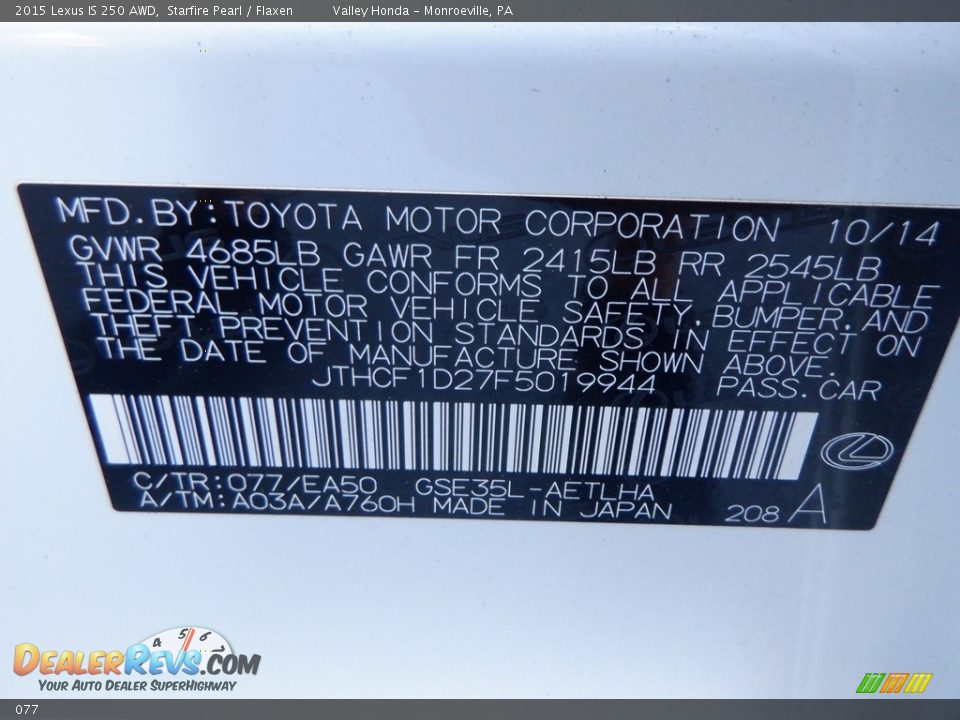 2015 Lexus IS 250 AWD, Starfire Pearl / Flaxen Valley Honda - Monroeville, PA
MFD.BY:TOYOTA MOTOR CORPORATION 10/14
GVWR 4685LB GAWR FR 2415LB RR 2545LB
THIS VEHICLE CONFORMS TO ALL APPLICABLE
FEDERAL MOTOR VEHICLE SAFETY,BUMPER,AND
THEFT PREVENTION STANDARDS IN EFFECT ON
THE DATE OF MANUFACTURE SHOWN ABOVE.
JTHCF1D27F5019944 PASS.CAR
C/TR:077/EA50 GSE35L-AETLHA
A/TM:A03A/A760H MADE IN JAPAN 208 A
4 5 6
DEALERREVS.COM
YOUR AUTO DEALER SUPERHIGHWAY
077